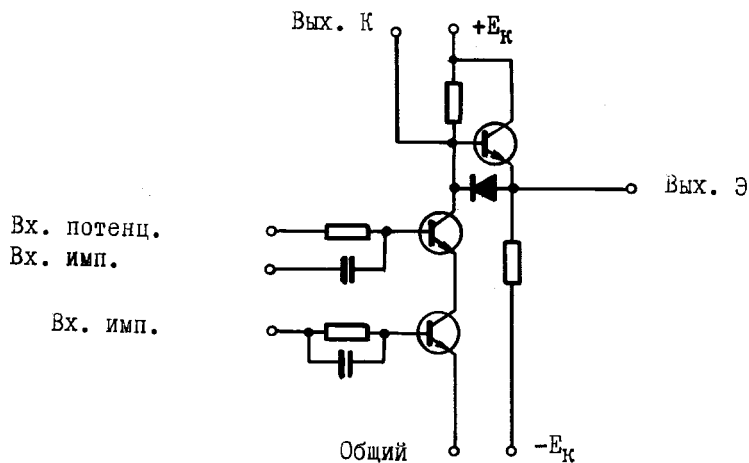 Вых. К
+Eк
Вых. Э
Вх. потенц.
Вх. имп.
Вх. имп.
Общий
-Eк